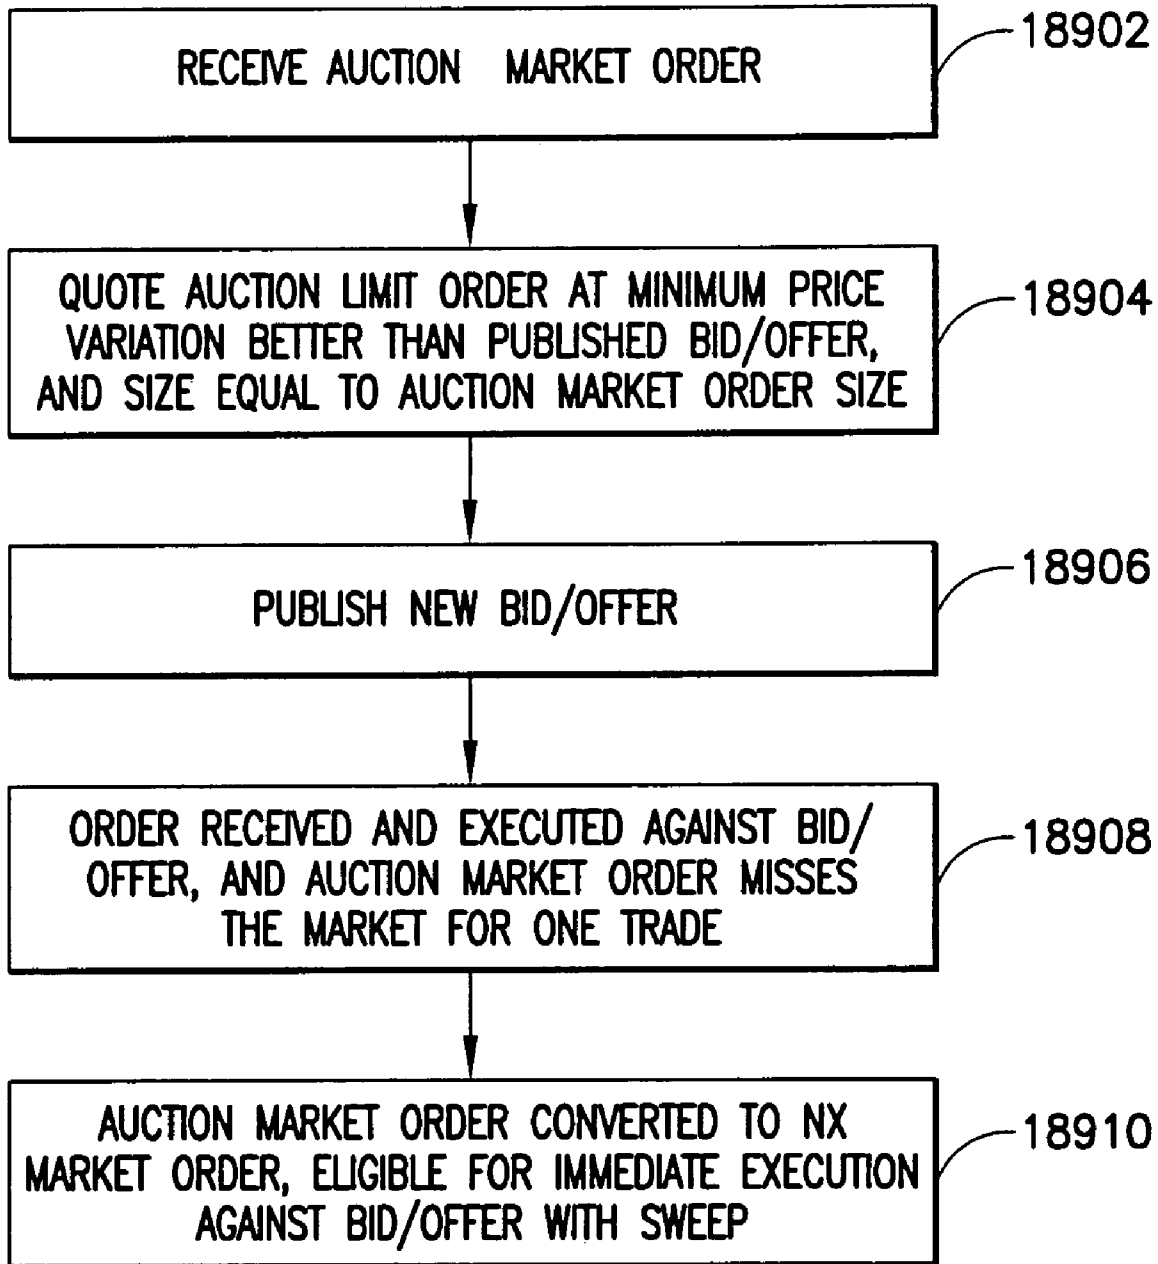 RECEIVE AUCTION MARKET ORDER
18902
QUOTE AUCTION LIMIT ORDER AT MINIMUM PRICE
VARIATION BETTER THAN PUBLISHED BID/OFFER,
AND SIZE EQUAL TO AUCTION MARKET ORDER SIZE
18904
PUBLISH NEW BID/OFFER
18906
ORDER RECEIVED AND EXECUTED AGAINST BID/
OFFER, AND AUCTION MARKET ORDER MISSES
THE MARKET FOR ONE TRADE
18908
AUCTION MARKET ORDER CONVERTED TO NX
MARKET ORDER, ELIGIBLE FOR IMMEDIATE EXECUTION
AGAINST BID/OFFER WITH SWEEP
18910